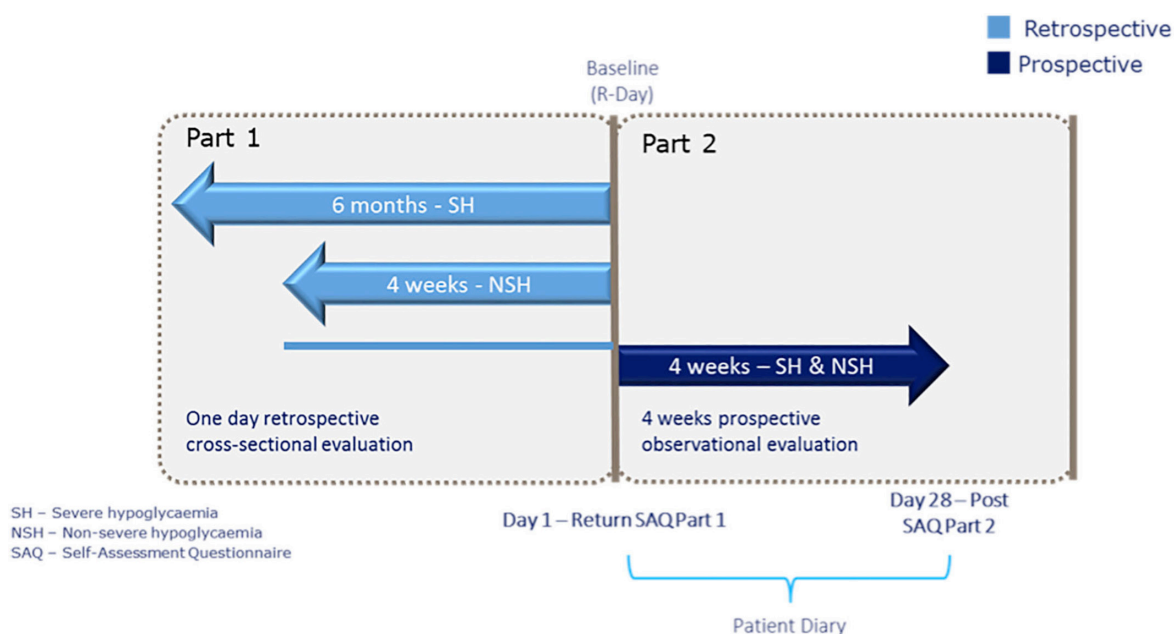 Retrospective
Prospective
Baseline
(R-Day)
Part 1
Part 2
6 months - SH
4 weeks - NSH
4 weeks – SH & NSH
One day retrospective
cross-sectional evaluation
4 weeks prospective
observational evaluation
SH – Severe hypoglycaemia
NSH – Non-severe hypoglycaemia
SAQ – Self-Assessment Questionnaire
Day 1 – Return SAQ Part 1
Day 28 – Post
SAQ Part 2
Patient Diary